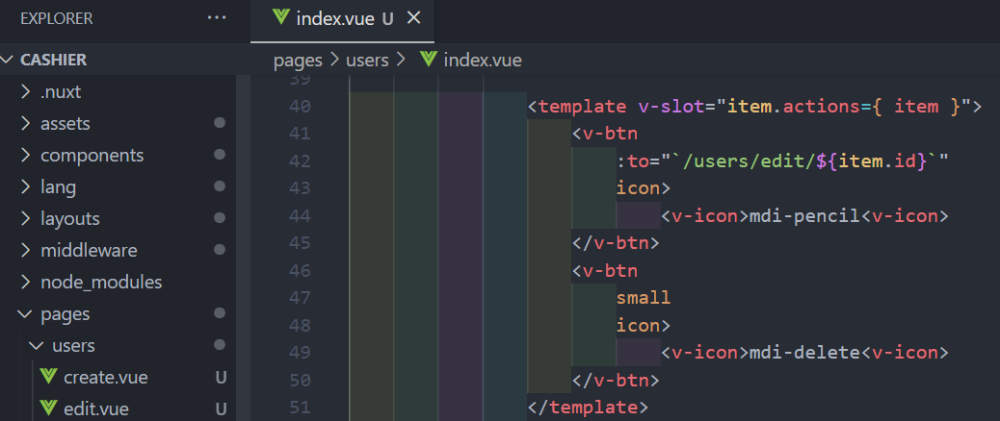 EXPLORER ...
index.vue U ×
CASHIER
pages > users > index.vue
.nuxt
assets
components
lang
layouts
middleware
node_modules
pages
users
create.vue U
edit.vue U
39
40 <template v-slot="item.actions={ item }">
41 <v-btn
42 :to="`/users/edit/${item.id}`"
43 icon>
44 <v-icon>mdi-pencil<v-icon>
45 </v-btn>
46 <v-btn
47 small
48 icon>
49 <v-icon>mdi-delete<v-icon>
50 </v-btn>
51 </template>